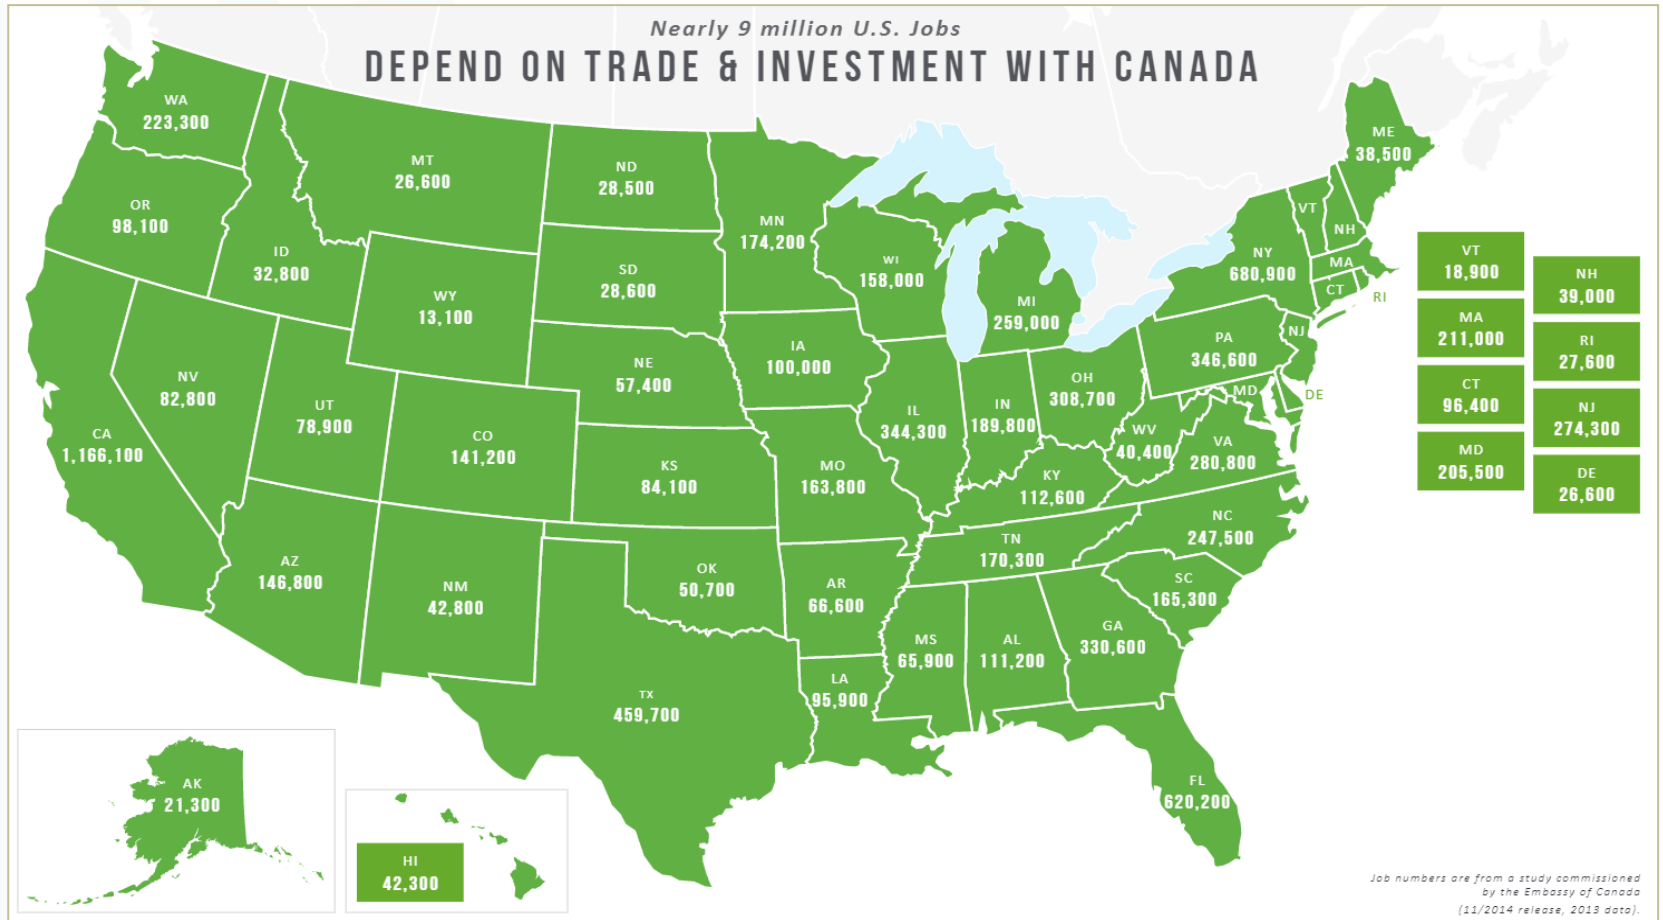 Nearly 9 million U.S. Jobs
DEPEND ON TRADE & INVESTMENT WITH CANADA
WA
223,300
OR
98,100
ID
32,800
MT
26,600
WY
13,100
ND
28,500
SD
28,600
NE
57,400
MN
174,200
IA
100,000
WI
158,000
MI
259,000
CA
1,166,100
NV
82,800
UT
78,900
CO
141,200
KS
84,100
MO
163,800
IL
344,300
IN
189,800
OH
308,700
KY
112,600
WV
40,400
VA
280,800
PA
346,600
NY
680,900
ME
38,500
VT
NH
MA
CT
RI
NJ
DE
MD
AZ
146,800
NM
42,800
OK
50,700
TX
459,700
AR
66,600
LA
95,900
MS
65,900
AL
111,200
TN
170,300
NC
247,500
SC
165,300
GA
330,600
FL
620,200
AK
21,300
HI
42,300
VT
18,900
NH
39,000
MA
211,000
RI
27,600
CT
96,400
NJ
274,300
MD
205,500
DE
26,600
Job numbers are from a study commissioned
by the Embassy of Canada
(11/2014 release, 2013 data).